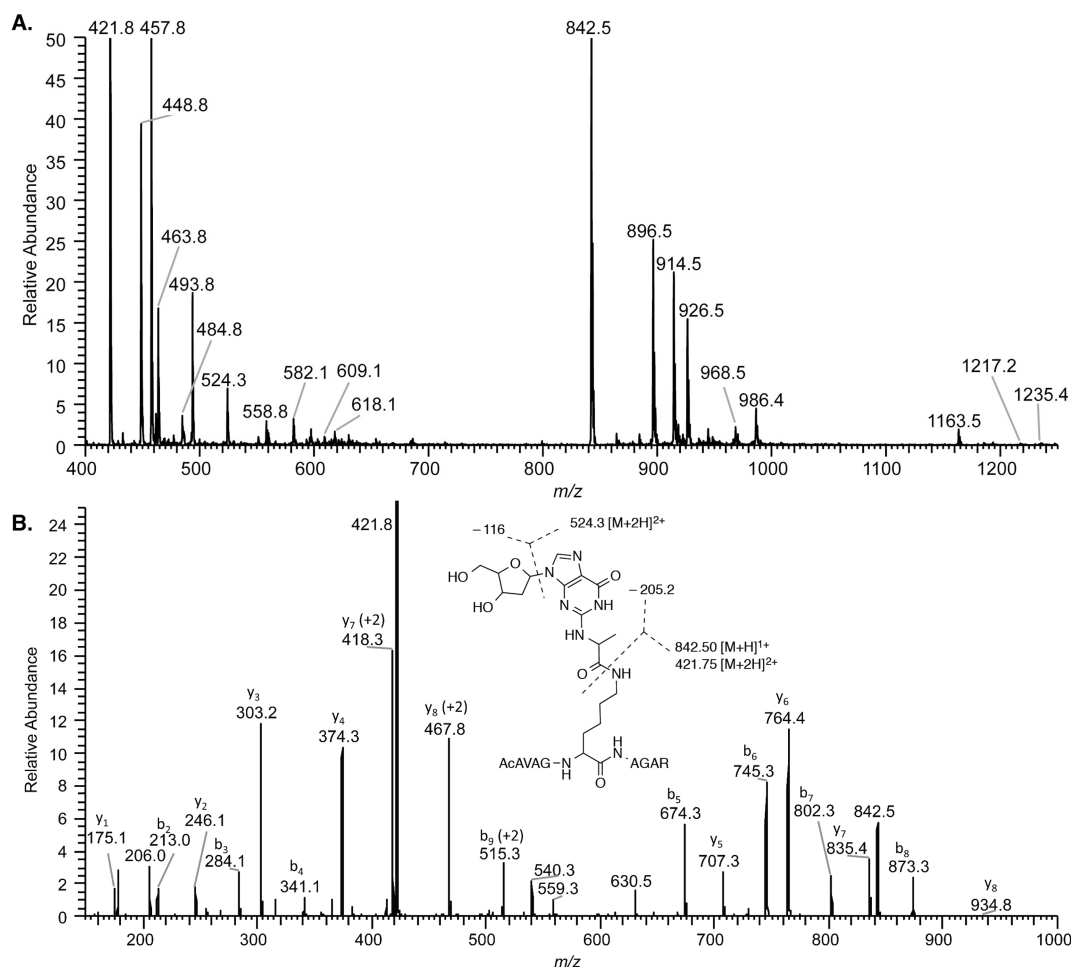 A.
421.8 457.8
842.5
50
45
448.8
40
35
30
463.8
896.5
25
914.5
493.8
20
926.5
484.8
15
582.1 609.1
968.5
1217.2
10
524.3
1235.4
558.8
618.1
986.4
5
1163.5
0
400 500 600 700 800 900 1000 1100 1200
m/z
Relative Abundance
B.
24
421.8
−116
524.3 [M+2H]2+
22
O
N
N
O
HO
N
20
HO
N
NH
−205.2
y7 (+2)
HN
18
418.3
842.50 [M+H]1+
421.75 [M+2H]2+
16
O
NH
14
y3
y8 (+2)
y6
303.2
467.8
764.4
12
y4
H
374.3
AcAVAG
N
AGAR
b6
10
N
H
O
745.3
y2
b5
b7
8
y1
246.1
674.3
802.3
842.5
175.1
b2
b9 (+2)
y7
213.0
6
b3
515.3
y5
835.4
b8
206.0
284.1
b4
540.3
707.3
873.3
4
341.1
559.3
630.5
y8
2
934.8
0
200 300 400 500 600 700 800 900 1000
m/z
Relative Abundance